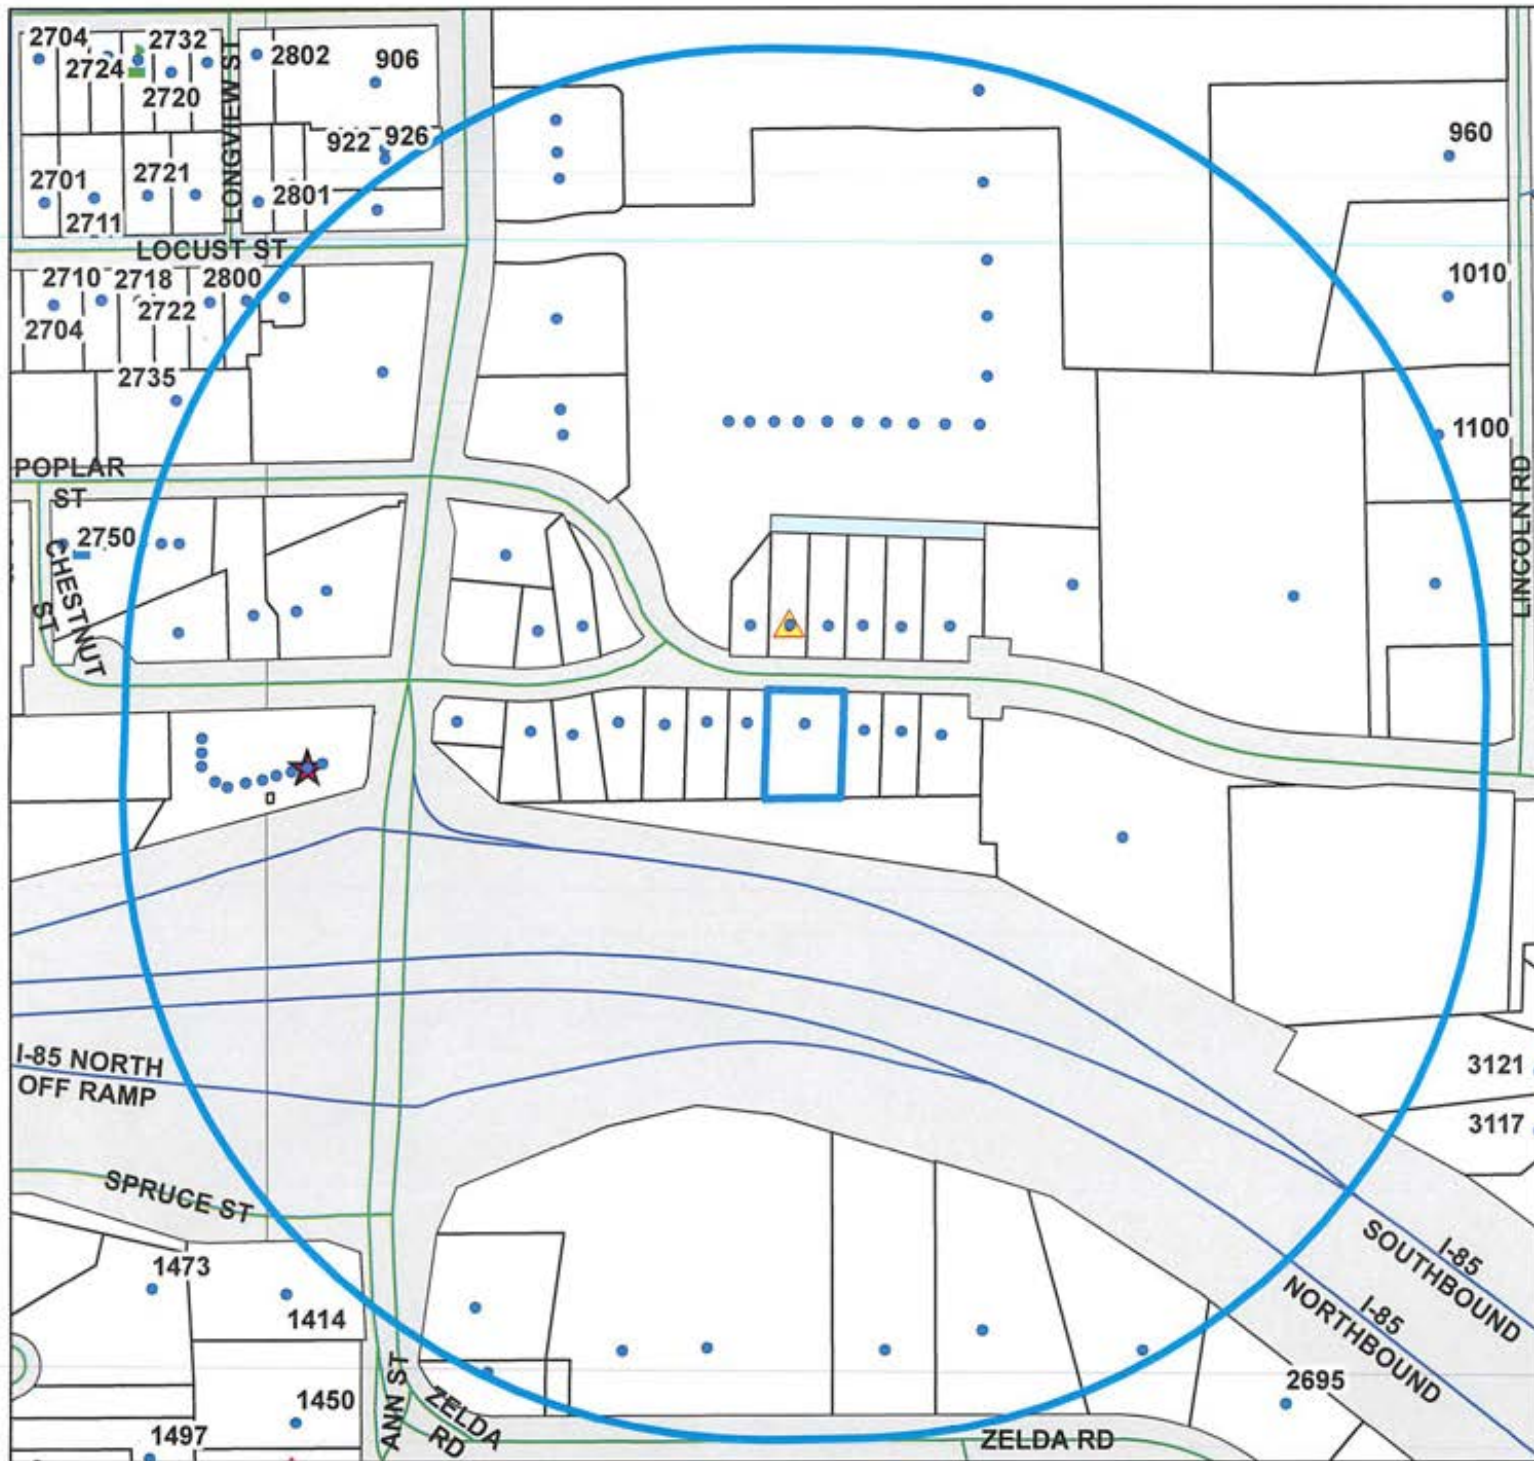 2704
2732
2724
2720
2802
906
LONGVIEW ST
922
926
960
2701
2721
2801
2711
LOCUST ST
2710
2718
2800
2722
2704
1010
2735
1100
POPLAR
ST
2750
CHESTNUT
ST
LINCOLN RD
I-85 NORTH
OFF RAMP
3121
3117
SPRUCE ST
1473
1414
I-85
SOUTHBOUND
I-85
NORTHBOUND
2695
1450
ANN ST
ZELDA
RD
ZELDA RD
1497